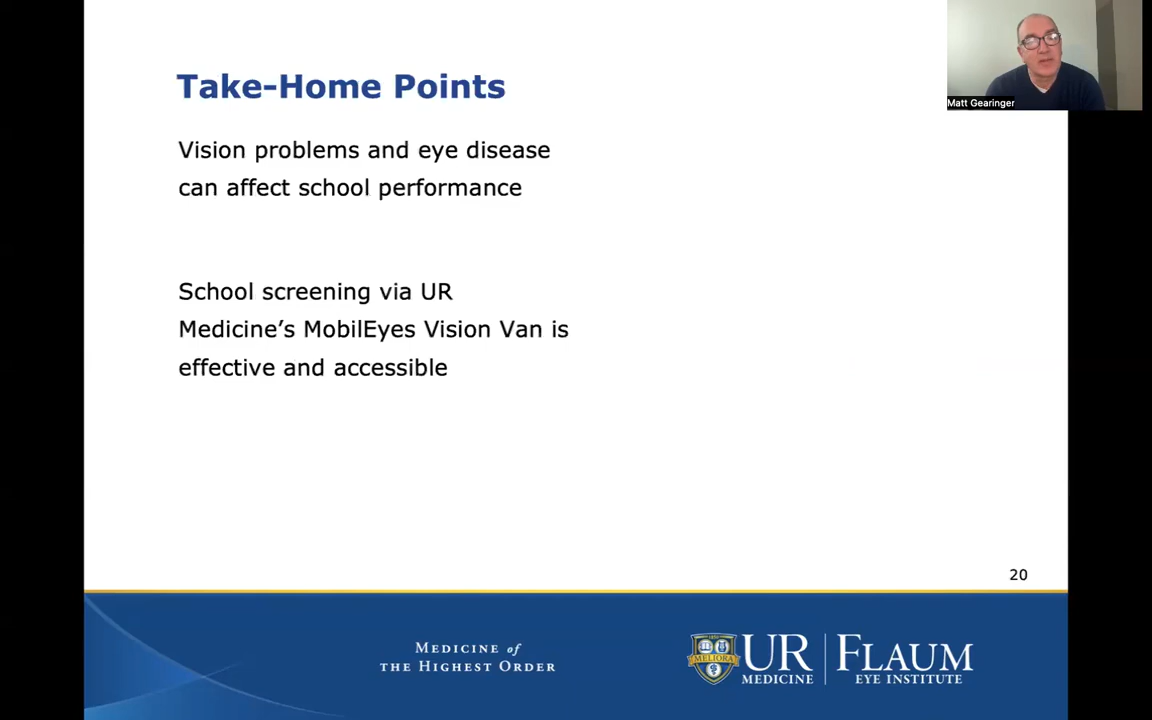 Matt Gearinger
Take-Home Points
Vision problems and eye disease
can affect school performance
School screening via UR
Medicine’s MobilEyes Vision Van is
effective and accessible
20
MEDICINE of
THE HIGHEST ORDER
MELIORA
UR
MEDICINE
FLAUM
EYE INSTITUTE